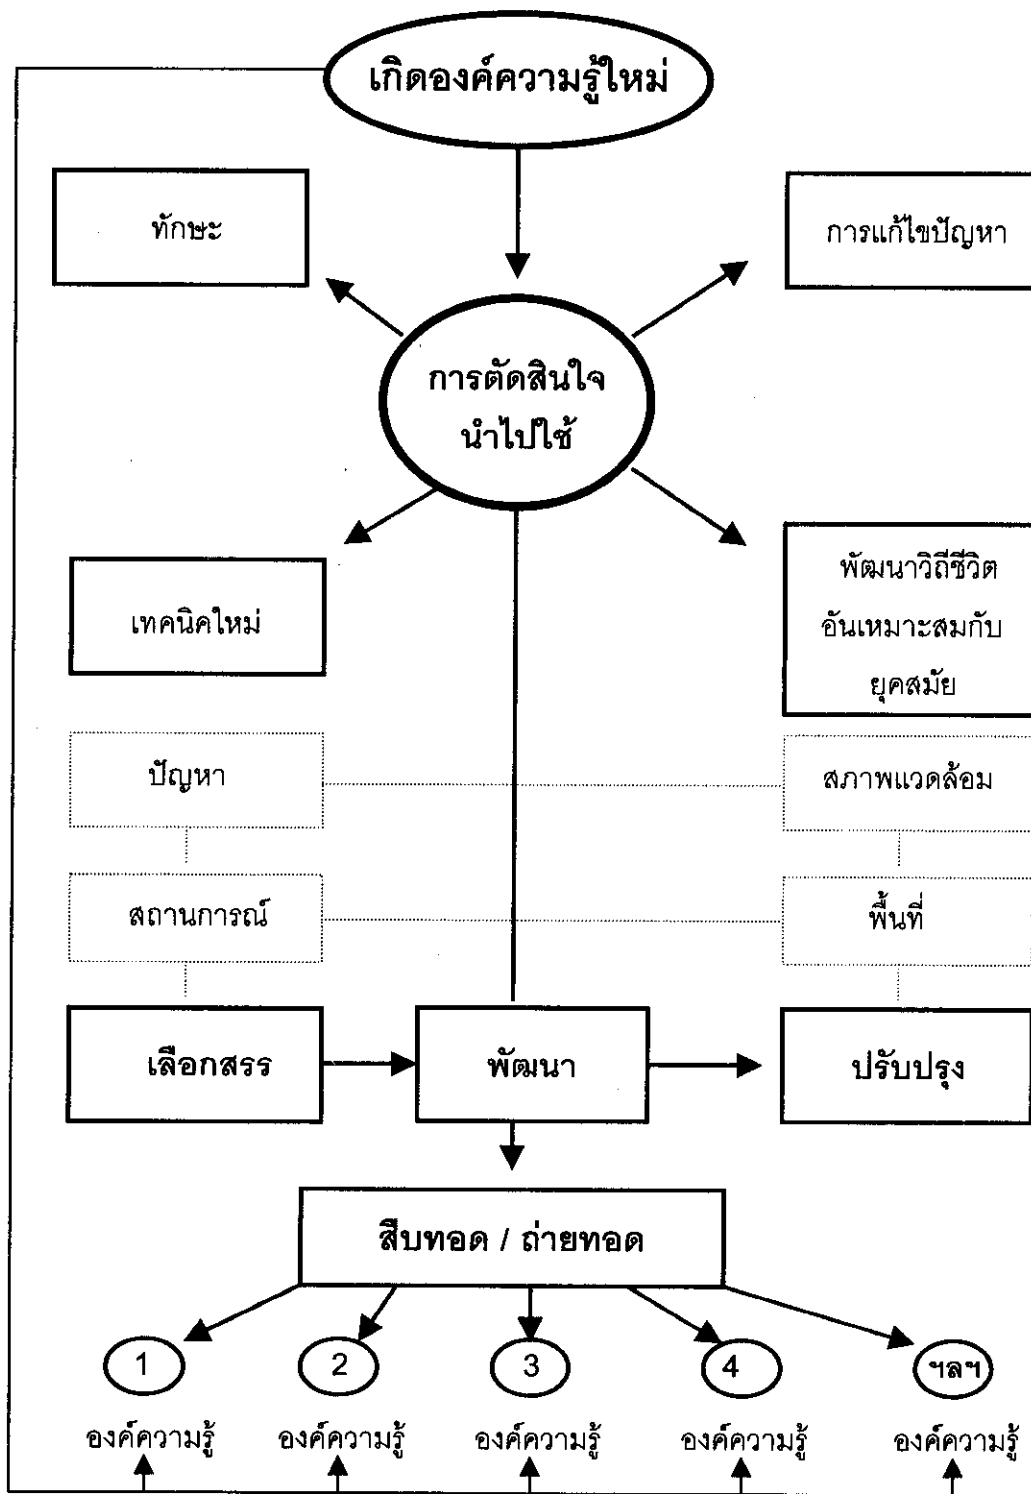 เกิดองค์ความรู้ใหม่
ทักษะ
การแก้ไขปัญหา
การตัดสินใจ
นำไปใช้
เทคนิคใหม่
พัฒนาวิถีชีวิต
อันเหมาะสมกับ
ยุคสมัย
ปัญหา
สภาพแวดล้อม
สถานการณ์
พื้นที่
เลือกสรร
พัฒนา
ปรับปรุง
สืบทอด / ถ่ายทอด
1
2
3
4
ฯลฯ
องค์ความรู้
องค์ความรู้
องค์ความรู้
องค์ความรู้
องค์ความรู้